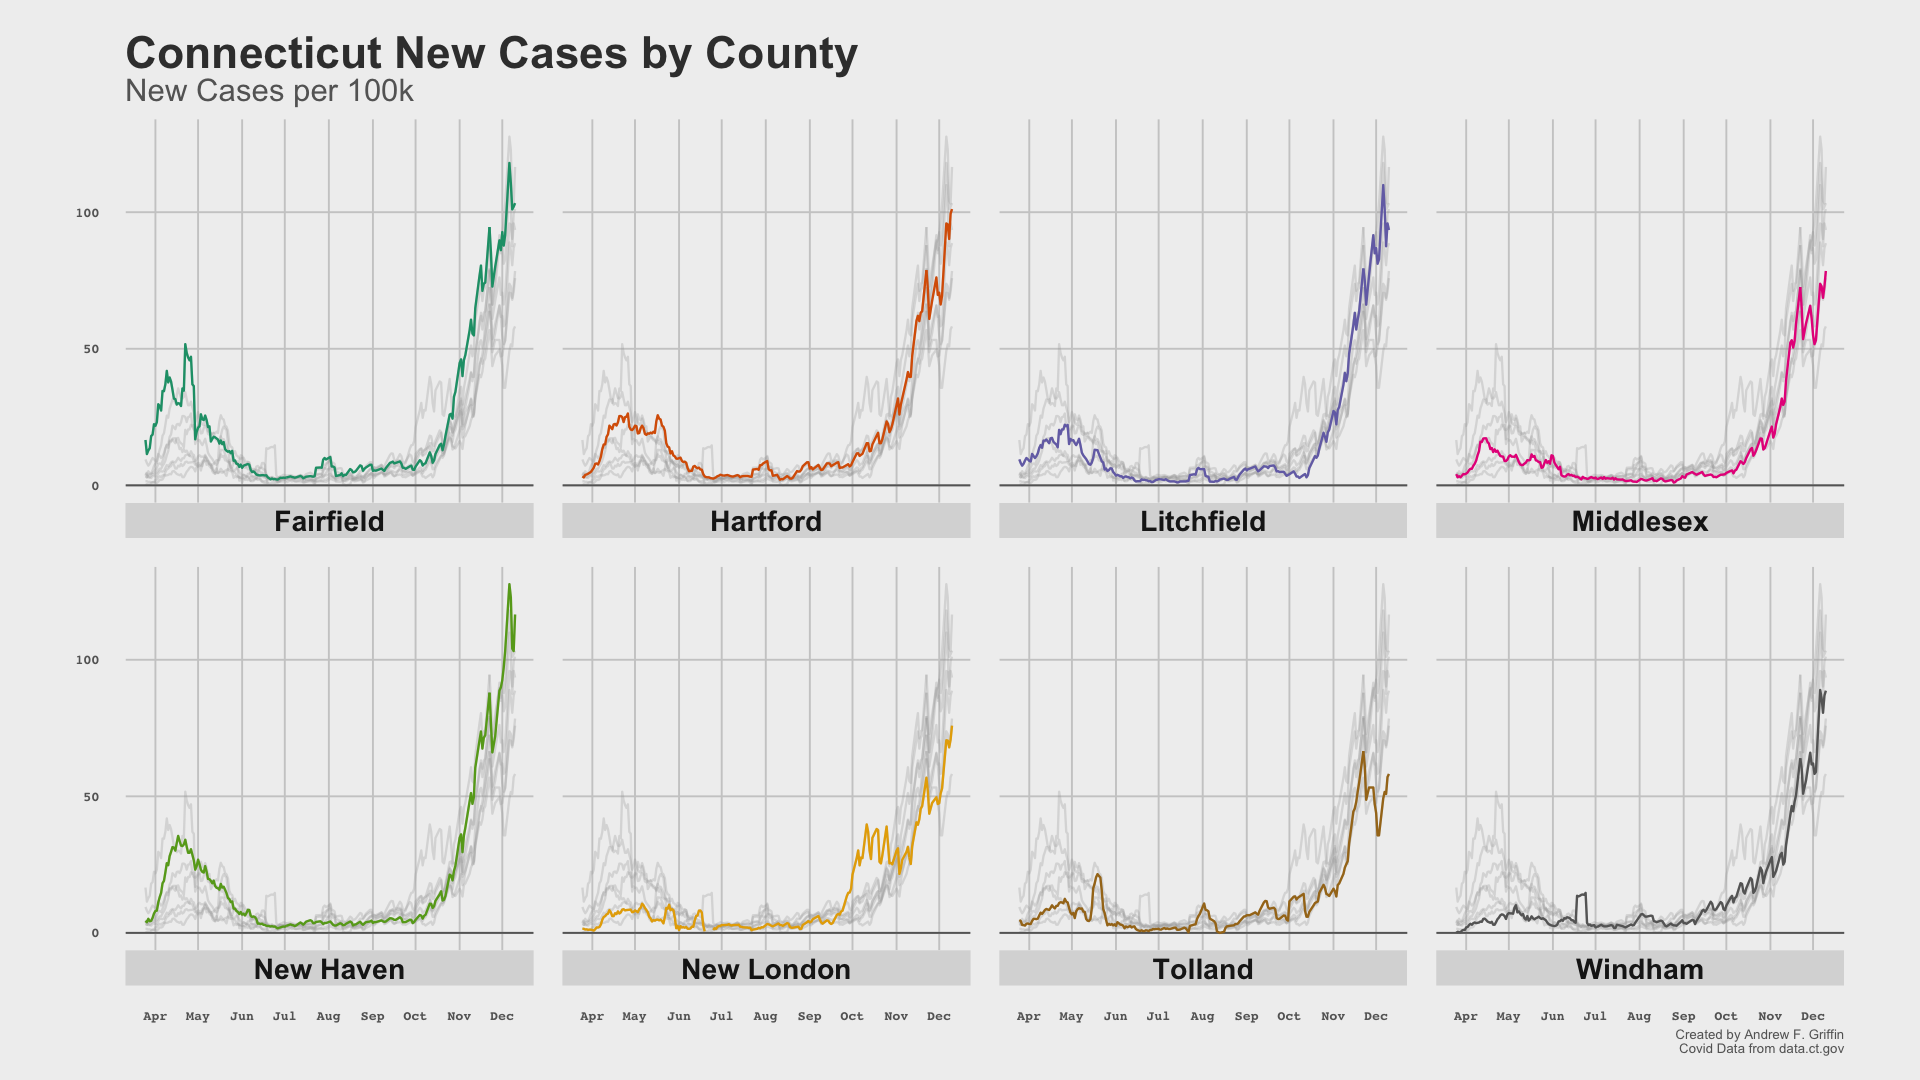 Connecticut New Cases by County
New Cases per 100k
100
50
0
Fairfield Hartford Litchfield Middlesex
100
50
0
New Haven New London Tolland Windham
Apr May Jun Jul Aug Sep Oct Nov Dec Apr May Jun Jul Aug Sep Oct Nov Dec Apr May Jun Jul Aug Sep Oct Nov Dec Apr May Jun Jul Aug Sep Oct Nov Dec
Created by Andrew F. Griffin
Covid Data from data.ct.gov